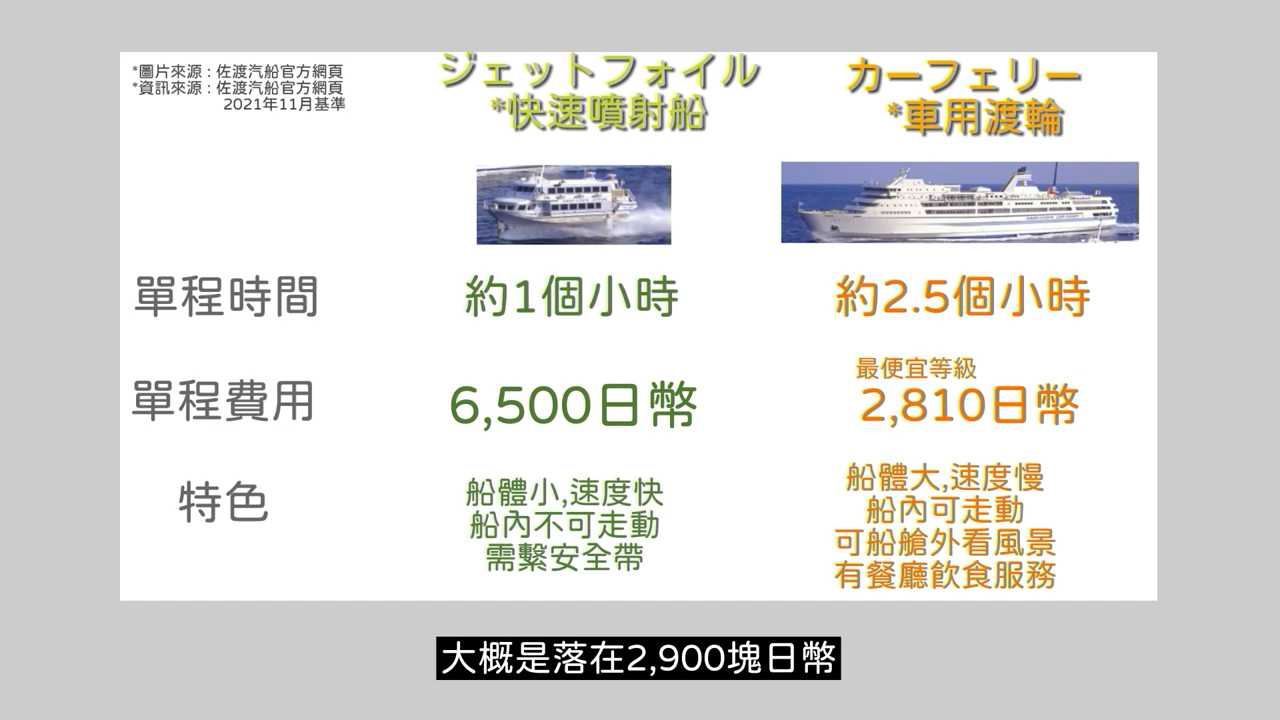 *圖片來源：佐渡汽船官方網頁
*資訊來源：佐渡汽船官方網頁
2021年11月基準
ジェットフォイル
*快速噴射船
カーフェリー
*車用渡輪
單程時間
約1個小時
約2.5個小時
單程費用
6,500日幣
最便宜等級
2,810日幣
特色
船體小,速度快
船內不可走動
需繫安全帶
船體大,速度慢
船內可走動
可船艙外看風景
有餐廳飲食服務
大概是落在2,900塊日幣